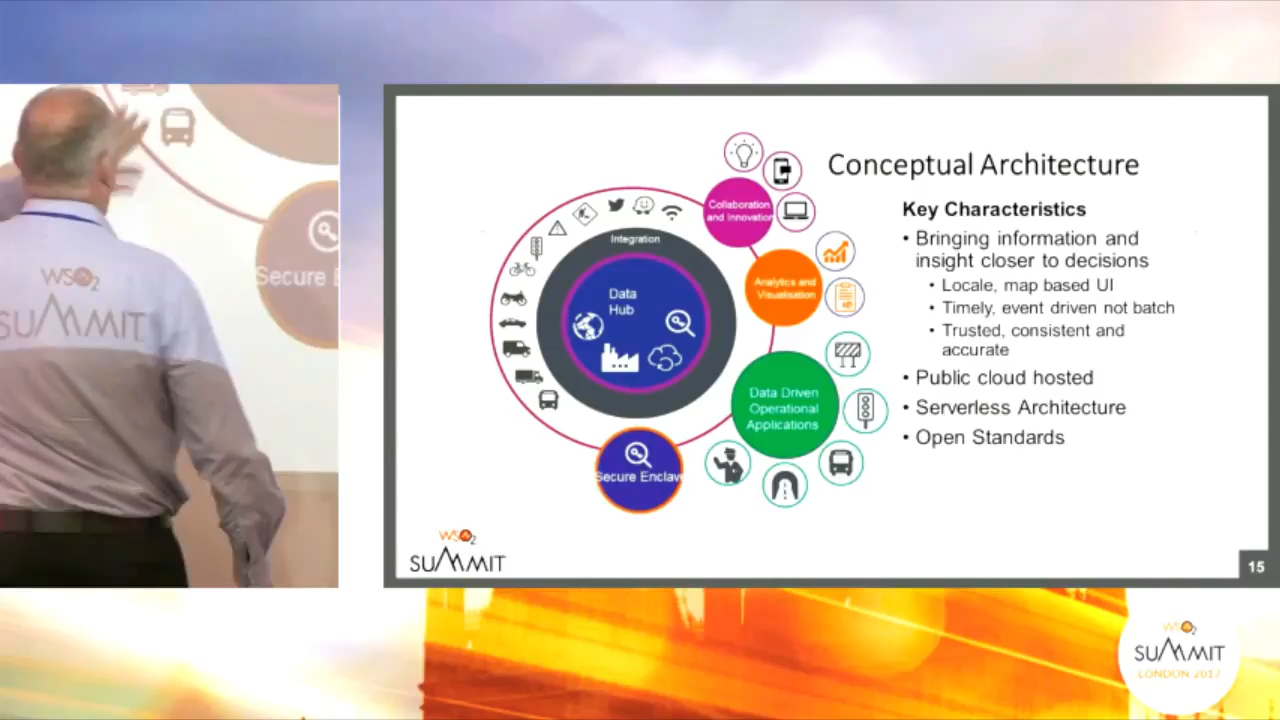 WSO2
SUMMIT
Secure E
Conceptual Architecture
Key Characteristics
• Bringing information and
insight closer to decisions
• Locale, map based UI
• Timely, event driven not batch
• Trusted, consistent and
accurate
• Public cloud hosted
• Serverless Architecture
• Open Standards
Collaboration
and Innovation
Integration
Data
Hub
Analytics and
Visualisation
Data Driven
Operational
Applications
Secure Enclav
WSO2
SUMMIT
15
WSO2
SUMMIT
LONDON 2017